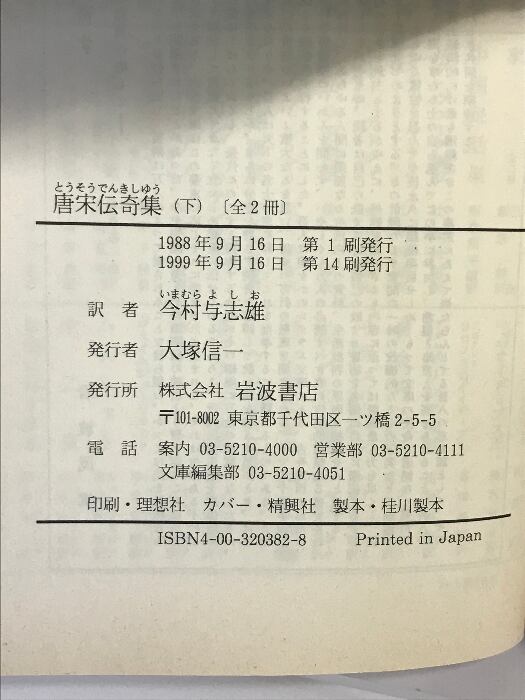 とうそうでんきしゆう
唐宋伝奇集（下）〔全2冊〕
1988年9月16日 第1刷発行
1999年9月16日 第14刷発行
いまむらよしお
訳者 今村与志雄
発行者 大塚信一
発行所 株式会社 岩波書店
〒101-8002 東京都千代田区一ツ橋2-5-5
電話 案内 03-5210-4000 営業部 03-5210-4111
文庫編集部 03-5210-4051
印刷・理想社 カバー・精興社 製本・桂川製本
ISBN4-00-320382-8 Printed in Japan